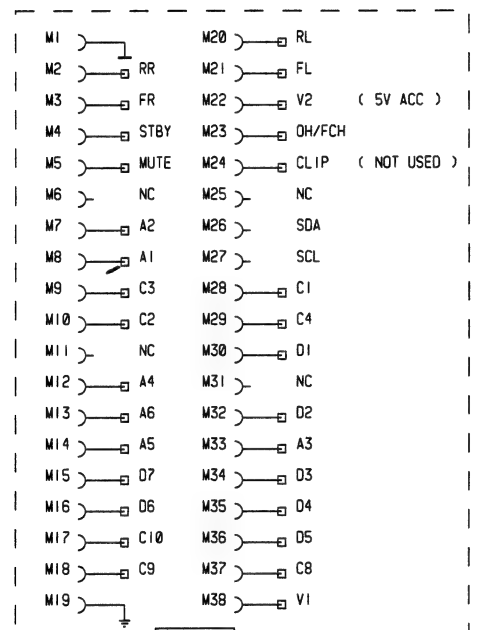 M1 M20 RL
M2 RR M21 FL
M3 FR M22 V2 ( 5V ACC )
M4 STBY M23 OH/FCH
M5 MUTE M24 CLIP ( NOT USED )
M6 NC M25 NC
M7 A2 M26 SDA
M8 A1 M27 SCL
M9 C3 M28 C1
M10 C2 M29 C4
M11 NC M30 D1
M12 A4 M31 NC
M13 A6 M32 D2
M14 A5 M33 A3
M15 D7 M34 D3
M16 D6 M35 D4
M17 C10 M36 D5
M18 C9 M37 C8
M19 M38 V1